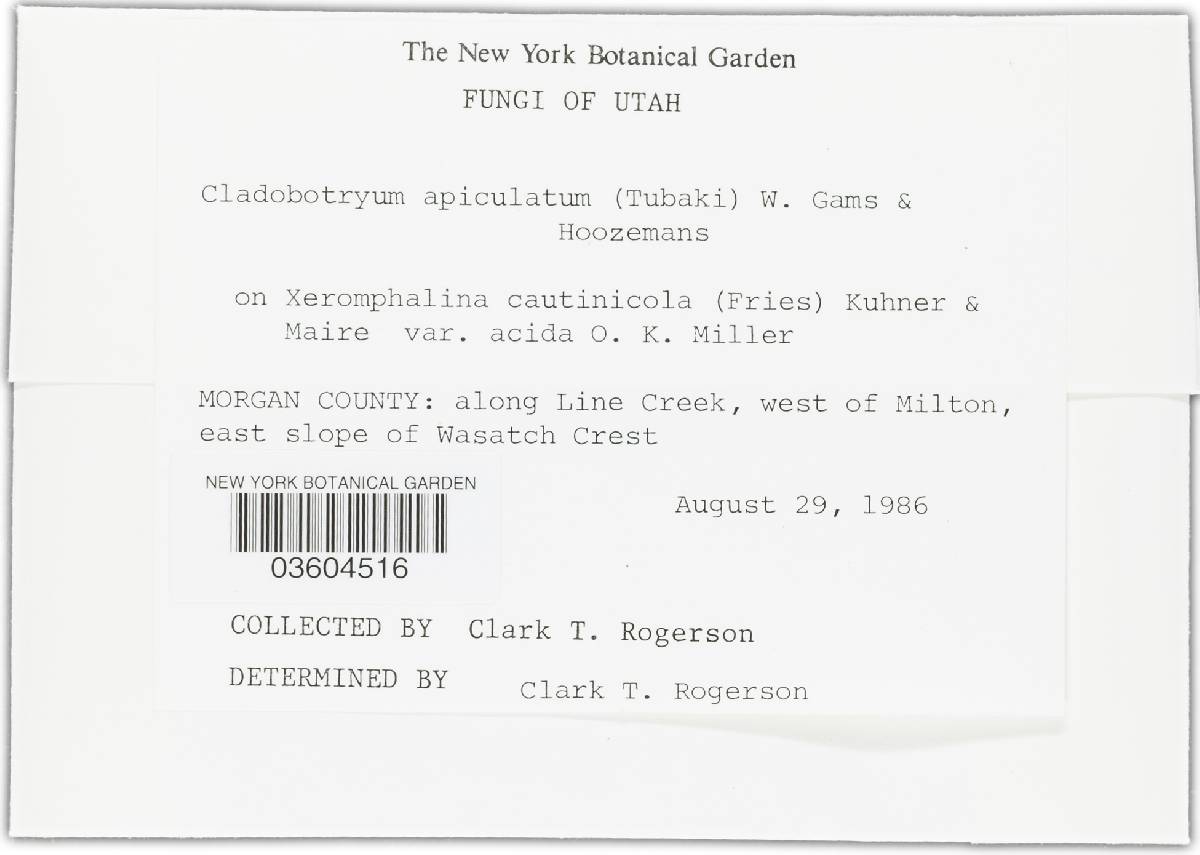 The New York Botanical Garden
FUNGI OF UTAH
Cladobotryum apiculatum (Tubaki) W. Gams &
Hoozemans
on Xeromphalina cautinicola (Fries) Kuhner &
Maire var. acida O. K. Miller
MORGAN COUNTY: along Line Creek, west of Milton,
east slope of Wasatch Crest
NEW YORK BOTANICAL GARDEN
03604516
August 29, 1986
COLLECTED BY Clark T. Rogerson
DETERMINED BY Clark T. Rogerson